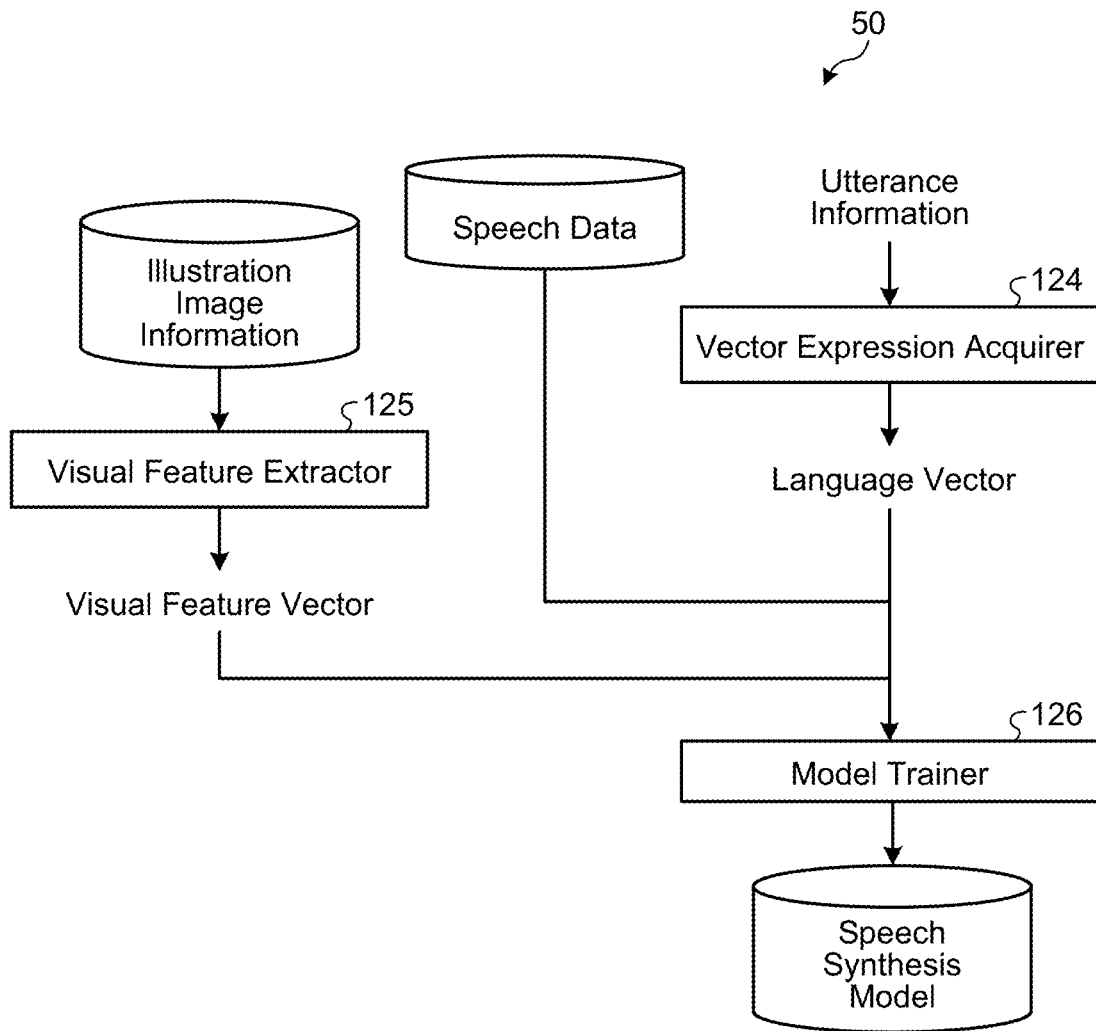 50
Speech Data
Utterance
Information
Illustration
Image
Information
124
Vector Expression Acquirer
125
Visual Feature Extractor
Language Vector
Visual Feature Vector
126
Model Trainer
Speech
Synthesis
Model